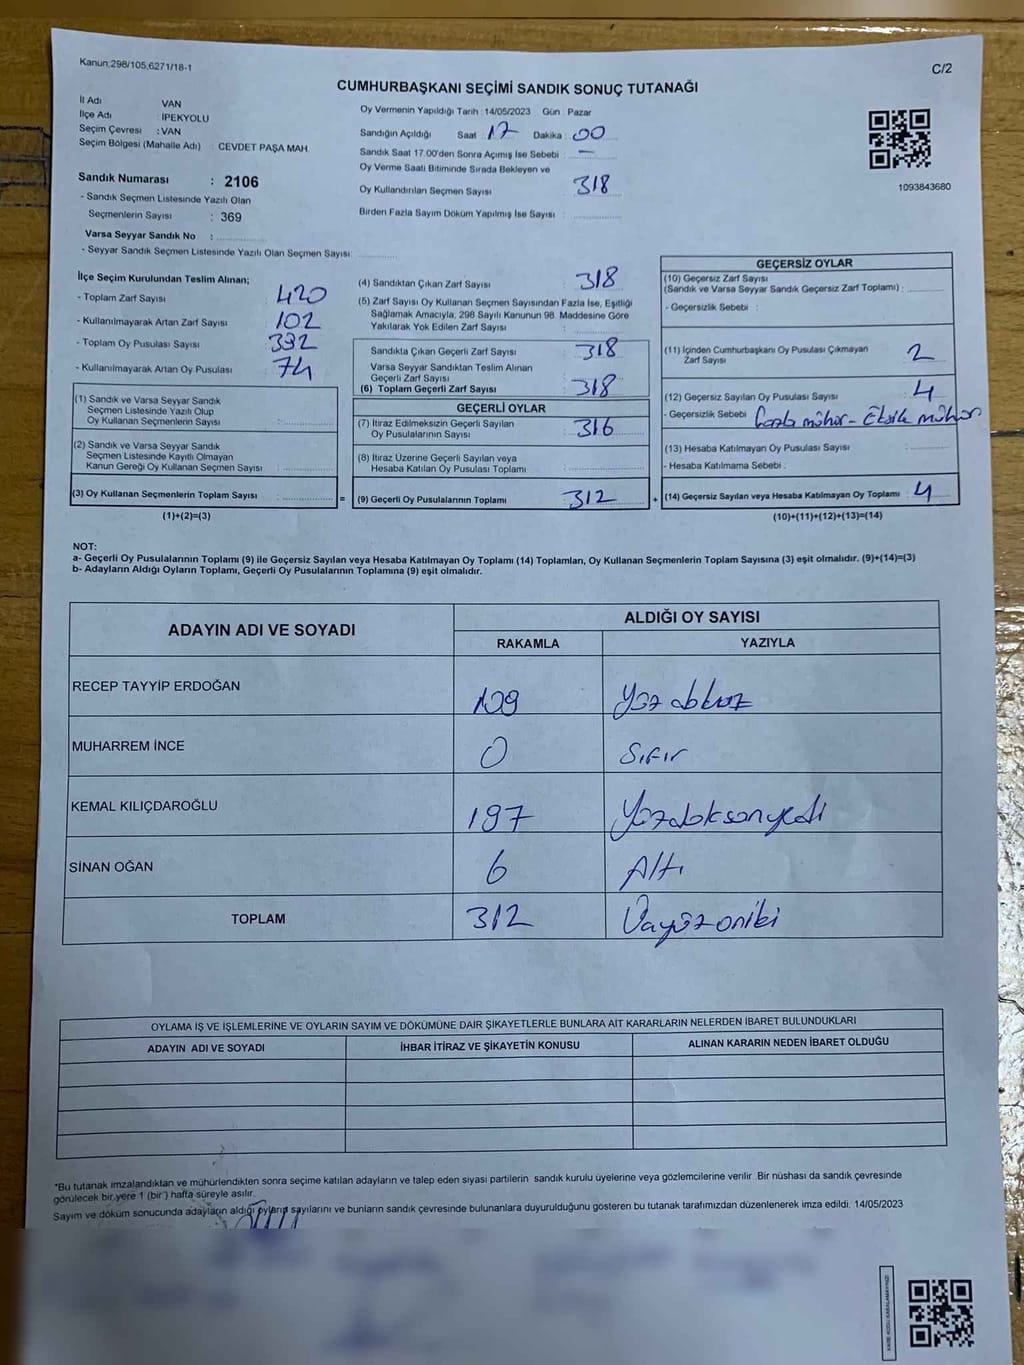 Kanun:298/105,6271/18-1
C/2
CUMHURBAŞKANI SEÇİMİ SANDIK SONUÇ TUTANAĞI
İl Adı VAN
İlçe Adı : İPEKYOLU
Seçim Çevresi : VAN
Seçim Bölgesi (Mahalle Adı) : CEVDET PAŞA MAH.
Sandık Numarası : 2106
- Sandık Seçmen Listesinde Yazılı Olan
Seçmenlerin Sayısı : 369
Varsa Seyyar Sandık No :
- Seyyar Sandık Seçmen Listesinde Yazılı Olan Seçmen Sayısı:
Oy Vermenin Yapıldığı Tarih : 14/05/2023 Gün : Pazar
Sandığın Açıldığı Saat : 17 Dakika : 00
Sandık Saat 17:00'den Sonra Açılmış İse Sebebi : -
Oy Verme Saati Bitiminde Sırada Bekleyen ve
Oy Kullandırılan Seçmen Sayısı 318
Birden Fazla Sayım Döküm Yapılmış İse Sayısı :
1093843680
İlçe Seçim Kurulundan Teslim Alınan;
- Toplam Zarf Sayısı : 420
- Kullanılmayarak Artan Zarf Sayısı : 102
- Toplam Oy Pusulası Sayısı : 392
- Kullanılmayarak Artan Oy Pusulası : 74
(1) Sandık ve Varsa Seyyar Sandık
Seçmen Listesinde Yazılı Olup
Oy Kullanan Seçmenlerin Sayısı :
(2) Sandık ve Varsa Seyyar Sandık
Seçmen Listesinde Kayıtlı Olmayan
Kanun Gereği Oy Kullanan Seçmen Sayısı :
(3) Oy Kullanan Seçmenlerin Toplam Sayısı : =
(1)+(2)=(3)
(4) Sandıktan Çıkan Zarf Sayısı 318
(5) Zarf Sayısı Oy Kullanan Seçmen Sayısından Fazla İse, Eşitliği
Sağlamak Amacıyla, 298 Sayılı Kanunun 98. Maddesine Göre
Yakılarak Yok Edilen Zarf Sayısı :
Sandıkta Çıkan Geçerli Zarf Sayısı : 318
Varsa Seyyar Sandıktan Teslim Alınan
Geçerli Zarf Sayısı :
(6) Toplam Geçerli Zarf Sayısı : 318
GEÇERLİ OYLAR
(7) İtiraz Edilmeksizin Geçerli Sayılan
Oy Pusulalarının Sayısı : 316
(8) İtiraz Üzerine Geçerli Sayılan veya
Hesaba Katılan Oy Pusulası Toplamı :
(9) Geçerli Oy Pusulalarının Toplamı : 312 +
GEÇERSİZ OYLAR
(10) Geçersiz Zarf Sayısı
(Sandık ve Varsa Seyyar Sandık Geçersiz Zarf Toplamı) :
- Geçersizlik Sebebi :
(11) İçinden Cumhurbaşkanı Oy Pusulası Çıkmayan
Zarf Sayısı : 2
(12) Geçersiz Sayılan Oy Pusulası Sayısı : 4
- Geçersizlik Sebebi : fazla mühür - Eksik mühür
(13) Hesaba Katılmayan Oy Pusulası Sayısı :
- Hesaba Katılmama Sebebi :
(14) Geçersiz Sayılan veya Hesaba Katılmayan Oy Toplamı : 4
(10)+(11)+(12)+(13)=(14)
NOT:
a- Geçerli Oy Pusulalarının Toplamı (9) ile Geçersiz Sayılan veya Hesaba Katılmayan Oy Toplamı (14) Toplamları, Oy Kullanan Seçmenlerin Toplam Sayısına (3) eşit olmalıdır. (9)+(14)=(3)
b- Adayların Aldığı Oyların Toplamı, Geçerli Oy Pusulalarının Toplamına (9) eşit olmalıdır.
ADAYIN ADI VE SOYADI
ALDIĞI OY SAYISI
RAKAMLA YAZIYLA
RECEP TAYYİP ERDOĞAN 109
MUHARREM İNCE 0 Sıfır
KEMAL KILIÇDAROĞLU 197 Yüzdoksanyedi
SİNAN OĞAN 6 Altı
TOPLAM 312 Üçyüzoniki
OYLAMA İŞ VE İŞLEMLERİNE VE OYLARIN SAYIM VE DÖKÜMÜNE DAİR ŞİKAYETLERLE BUNLARA AİT KARARLARIN NELERDEN İBARET BULUNDUKLARI
ADAYIN ADI VE SOYADI İHBAR İTİRAZ VE ŞİKAYETİN KONUSU ALINAN KARARIN NEDEN İBARET OLDUĞU
*Bu tutanak imzalandıktan ve mühürlendikten sonra seçime katılan adayların ve talep eden siyasi partilerin sandık kurulu üyelerine veya gözlemcilerine verilir. Bir nüshası da sandık çevresinde
görülecek bir yere 1 (bir) hafta süreyle asılır.
Sayım ve döküm sonucunda adayların aldığı oyların sayılarını ve bunların sandık çevresinde bulunanlara duyurulduğunu gösteren bu tutanak tarafımızdan düzenlenerek imza edildi. 14/05/2023